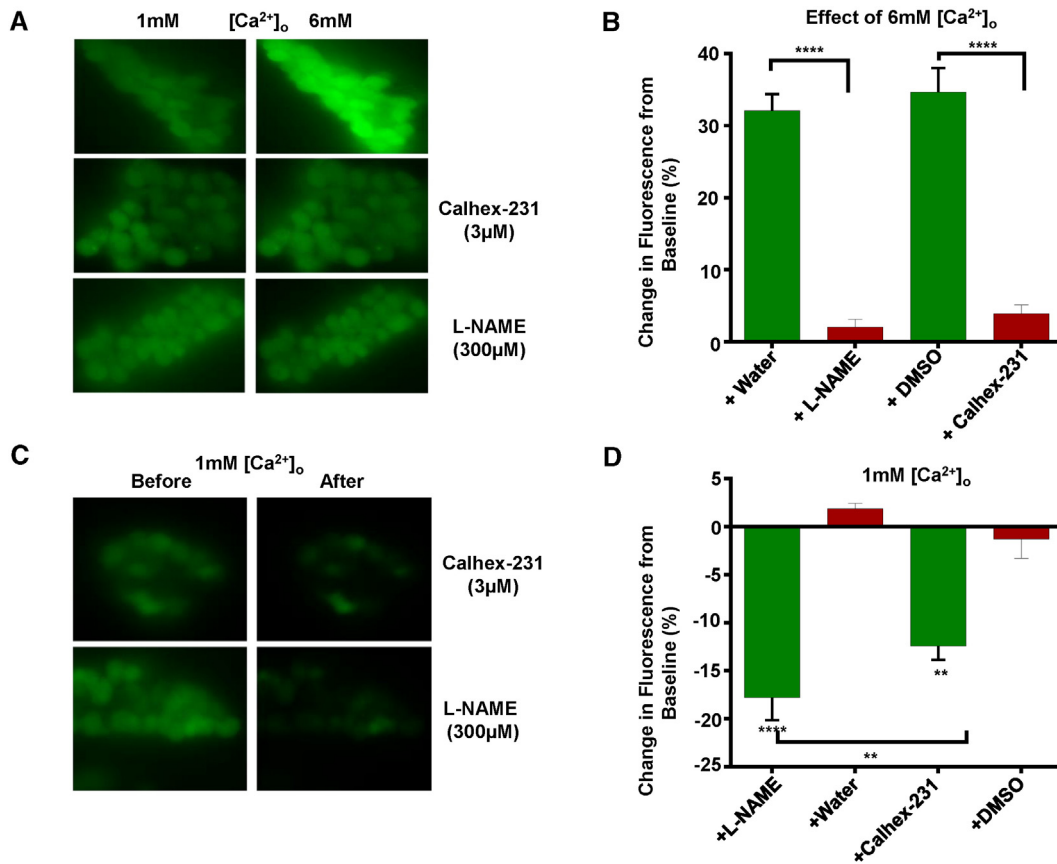 A
1mM [Ca²⁺]ₒ 6mM
Calhex-231
(3µM)
L-NAME
(300µM)
B
Effect of 6mM [Ca²⁺]ₒ
Change in Fluorescence from
Baseline (%)
40
30
20
10
0
****
****
+ Water
+ L-NAME
+ DMSO
+ Calhex-231
C
1mM [Ca²⁺]ₒ
Before After
Calhex-231
(3µM)
L-NAME
(300µM)
D
1mM [Ca²⁺]ₒ
Change in Fluorescence from
Baseline (%)
5
0
-5
-10
-15
-20
-25
****
**
**
+L-NAME
+Water
+Calhex-231
+DMSO